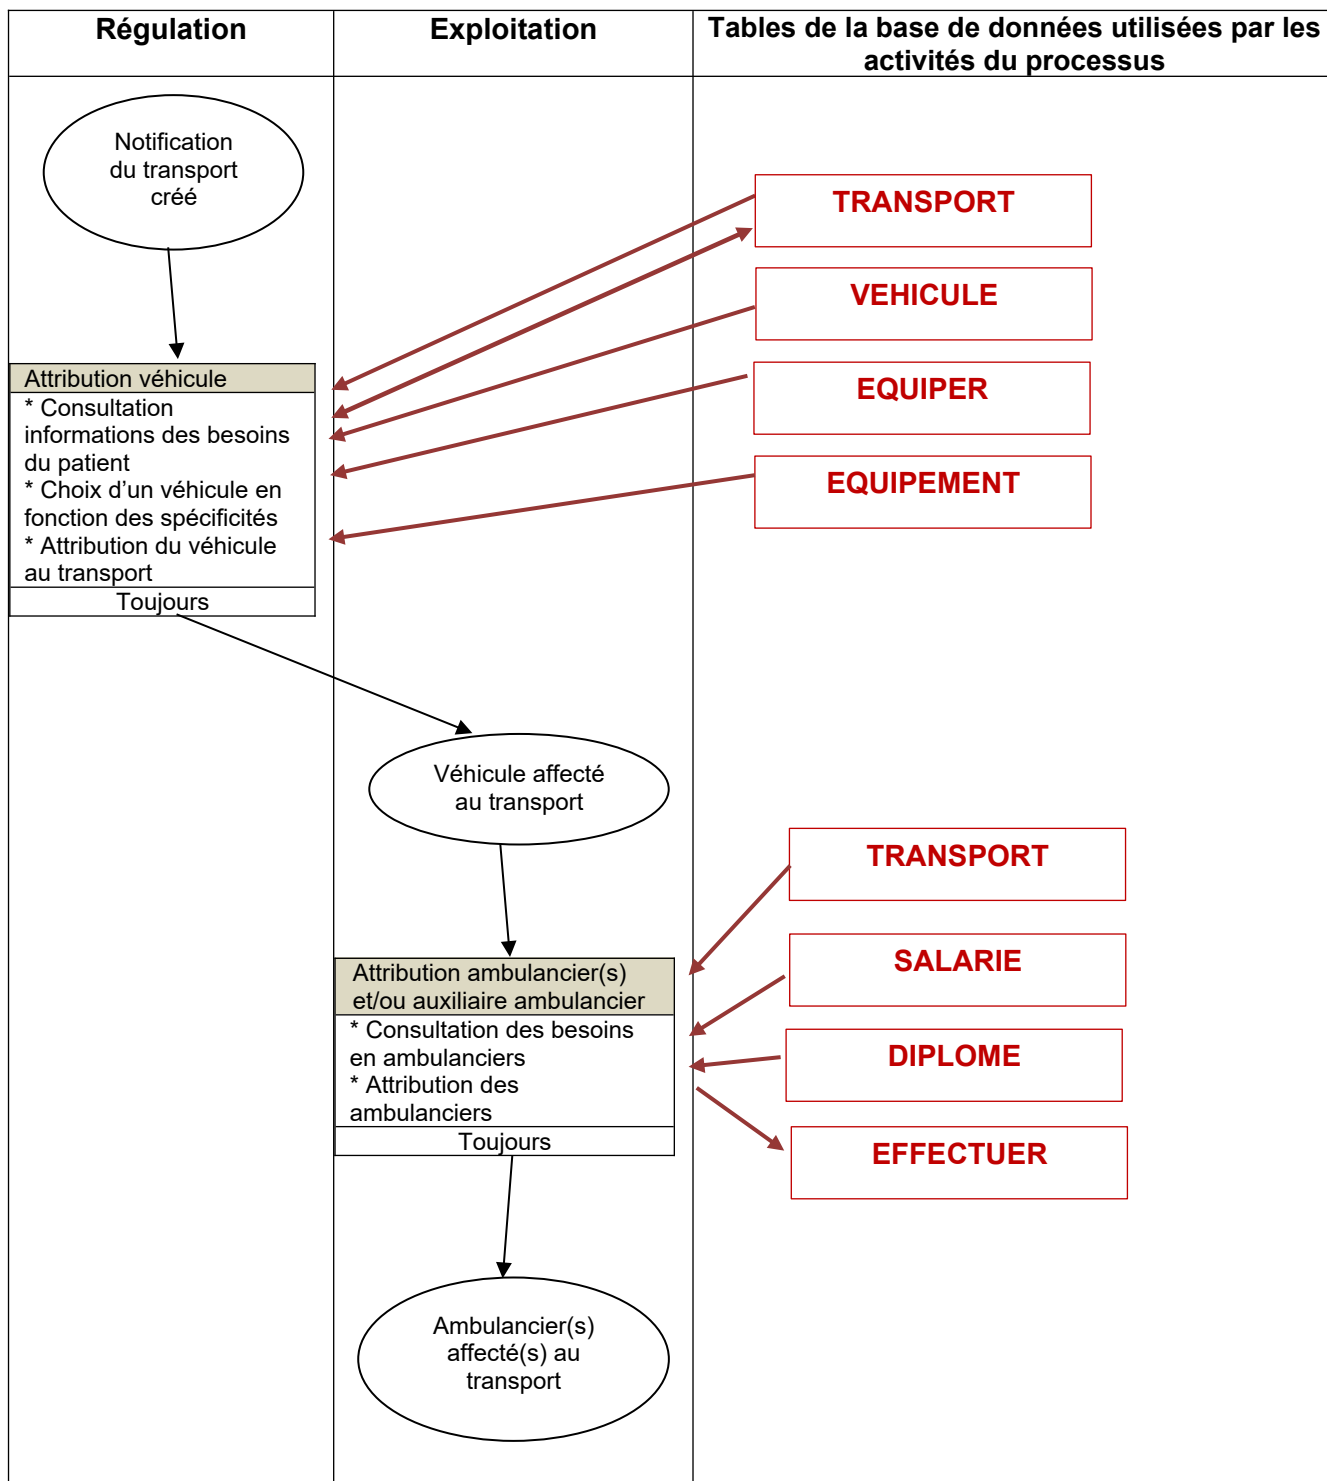 Régulation
Exploitation
Tables de la base de données utilisées par les
activités du processus
Notification
du transport
créé
TRANSPORT
VEHICULE
EQUIPER
EQUIPEMENT
Attribution véhicule
* Consultation
informations des besoins
du patient
* Choix d’un véhicule en
fonction des spécificités
* Attribution du véhicule
au transport
Toujours
Véhicule affecté
au transport
TRANSPORT
SALARIE
DIPLOME
EFFECTUER
Attribution ambulancier(s)
et/ou auxiliaire ambulancier
* Consultation des besoins
en ambulanciers
* Attribution des
ambulanciers
Toujours
Ambulancier(s)
affecté(s) au
transport